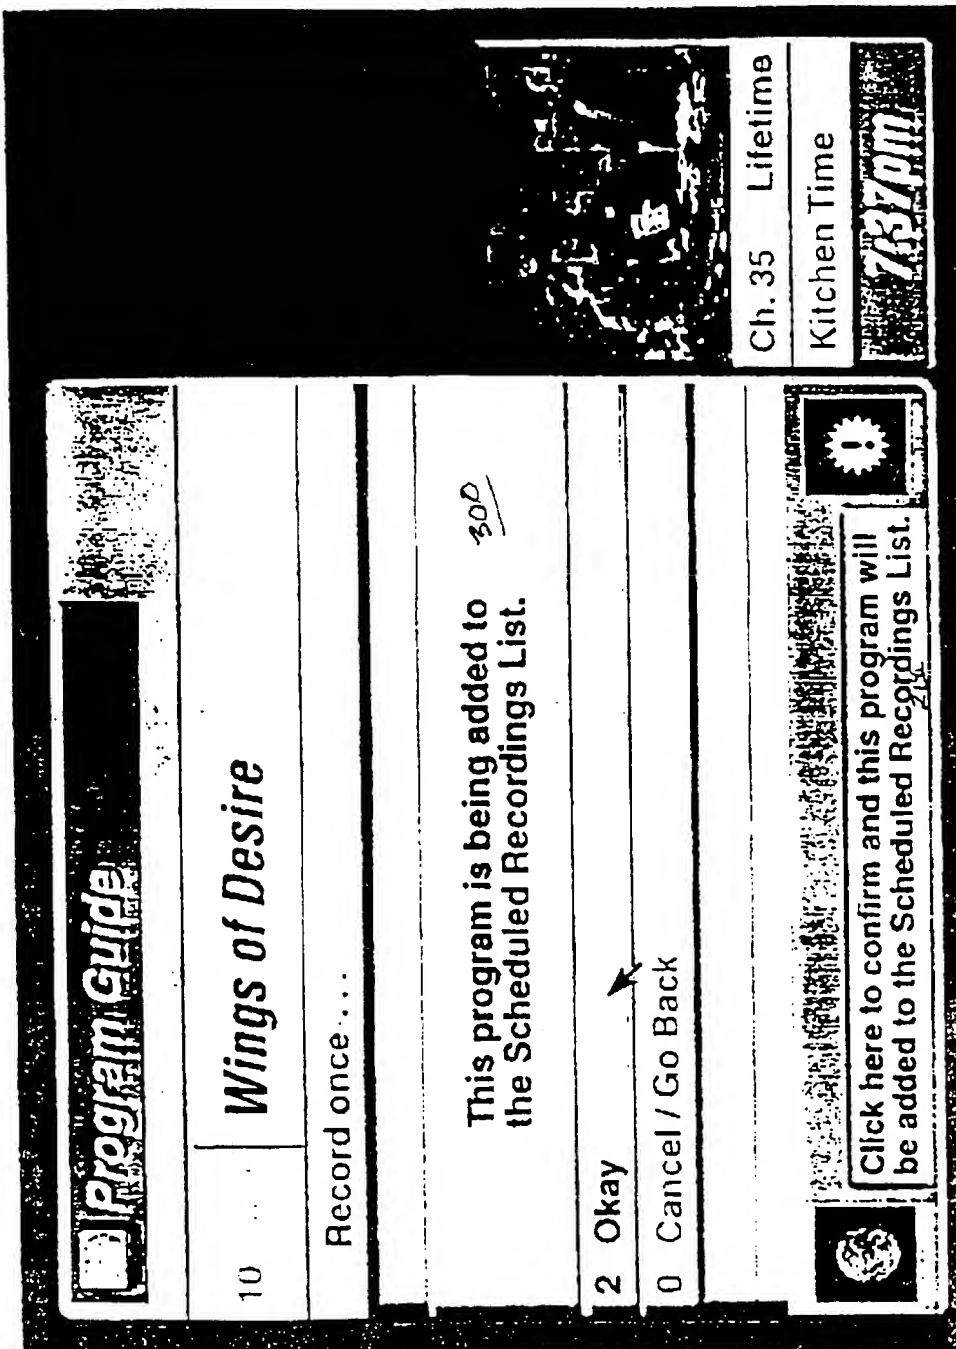 Program Guide
10 Wings of Desire
Record once ...
This program is being added to
the Scheduled Recordings List.
300
2 Okay
0 Cancel / Go Back
Click here to confirm and this program will
be added to the Scheduled Recordings List.
Ch. 35 Lifetime
Kitchen Time
7:37pm